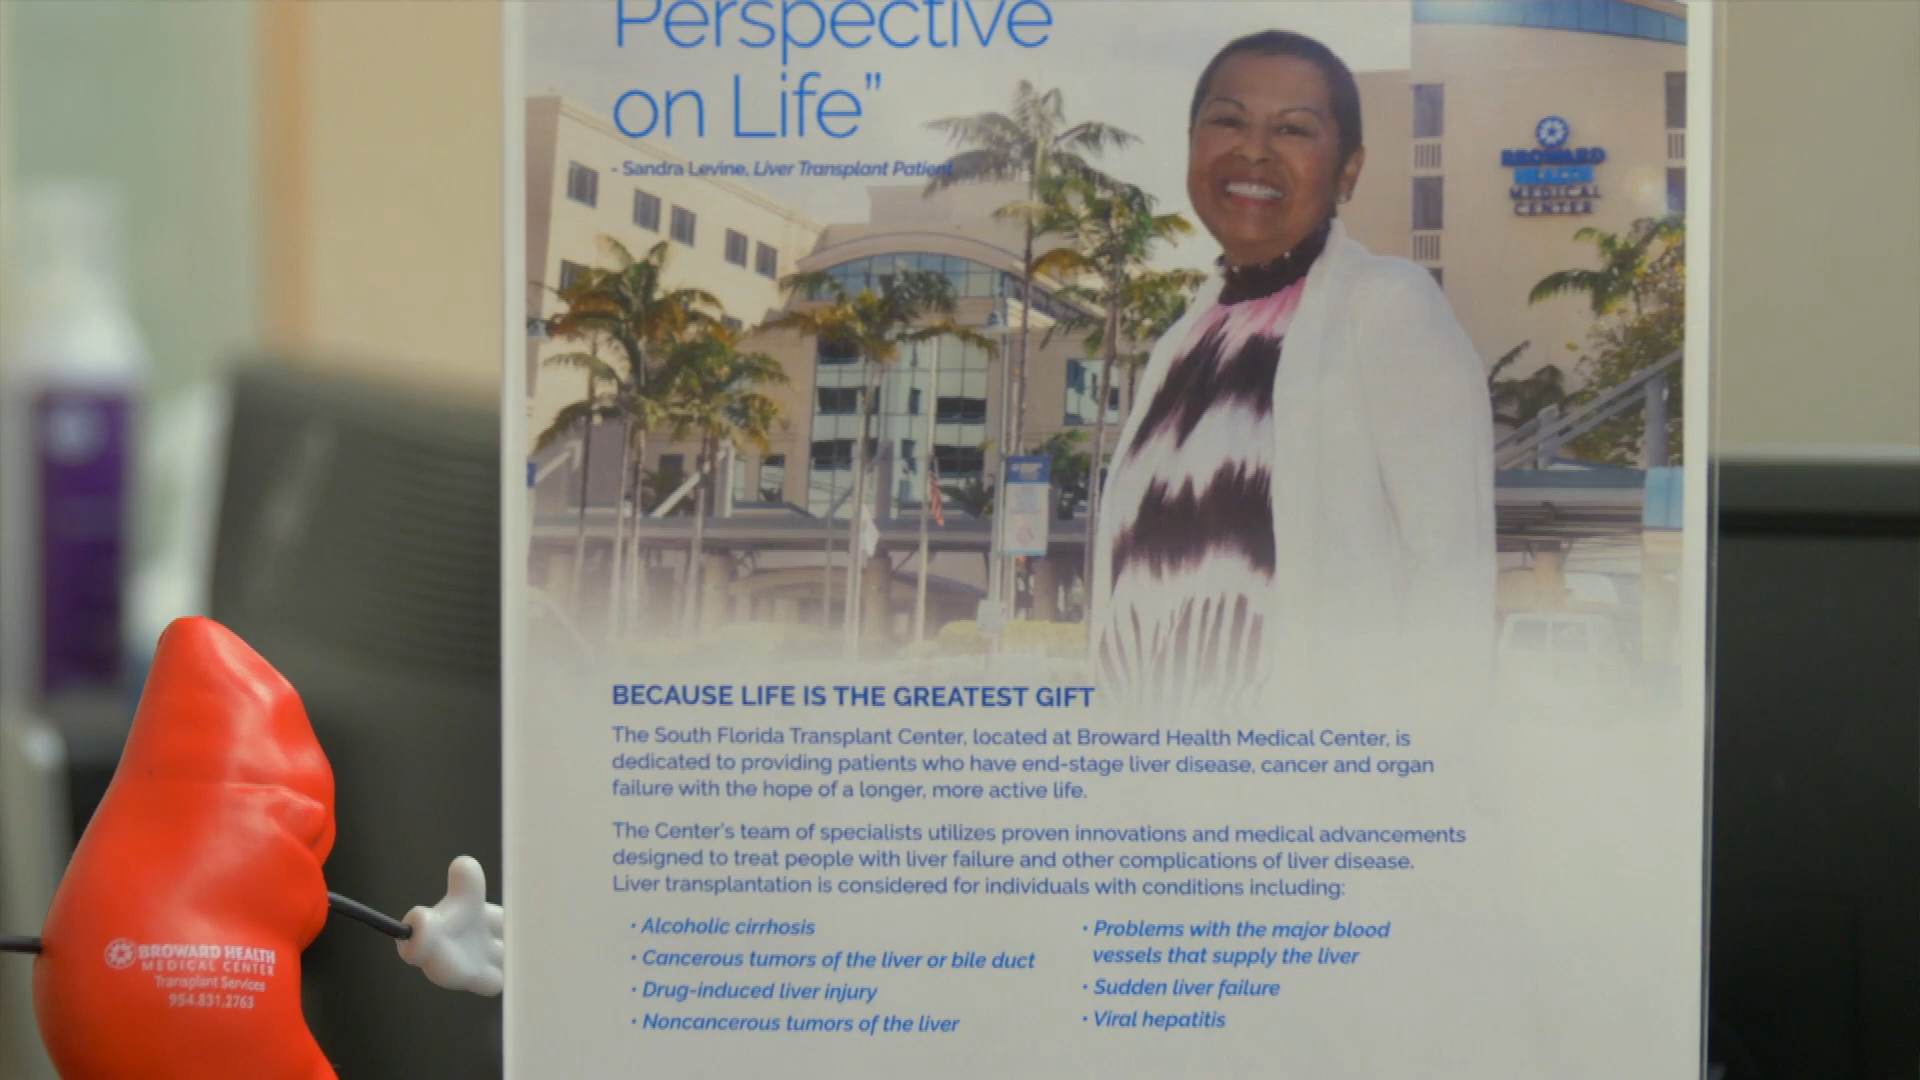 Perspective
on Life”
- Sandra Levine, Liver Transplant Patient
BROWARD
HEALTH
MEDICAL
CENTER
BECAUSE LIFE IS THE GREATEST GIFT
The South Florida Transplant Center, located at Broward Health Medical Center, is
dedicated to providing patients who have end-stage liver disease, cancer and organ
failure with the hope of a longer, more active life.
The Center's team of specialists utilizes proven innovations and medical advancements
designed to treat people with liver failure and other complications of liver disease.
Liver transplantation is considered for individuals with conditions including:
· Alcoholic cirrhosis
· Cancerous tumors of the liver or bile duct
· Drug-induced liver injury
· Noncancerous tumors of the liver
· Problems with the major blood
vessels that supply the liver
· Sudden liver failure
· Viral hepatitis
BROWARD HEALTH
MEDICAL CENTER
Transplant Services
954.831.2763